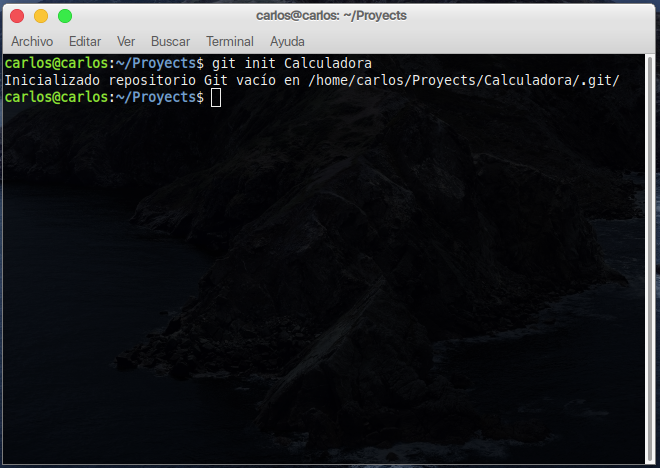 carlos@carlos: ~/Proyects
Archivo Editar Ver Buscar Terminal Ayuda
carlos@carlos:~/Proyects$ git init Calculadora
Inicializado repositorio Git vacío en /home/carlos/Proyects/Calculadora/.git/
carlos@carlos:~/Proyects$